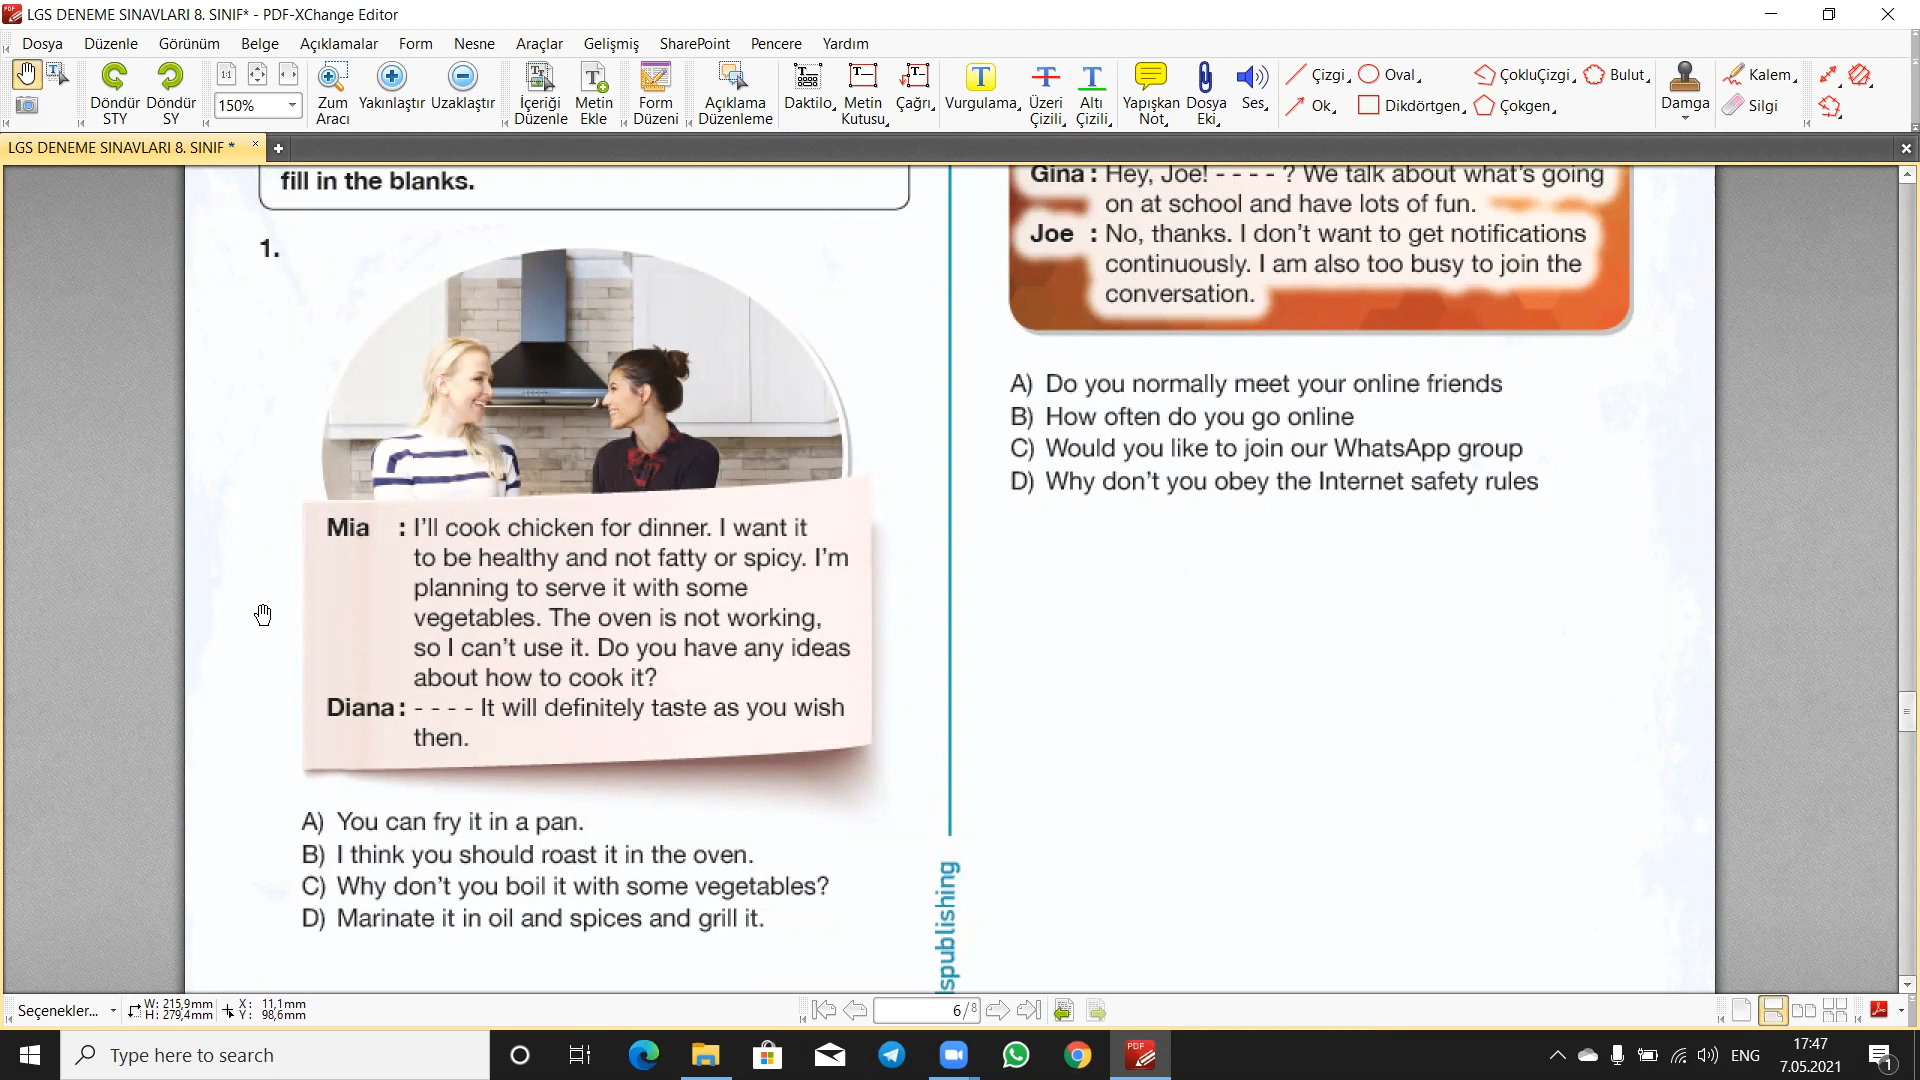 LGS DENEME SINAVLARI 8. SINIF* - PDF-XChange Editor
Dosya Düzenle Görünüm Belge Açıklamalar Form Nesne Araçlar Gelişmiş SharePoint Pencere Yardım
Döndür STY
Döndür SY
1:1
150%
Zum Aracı
Yakınlaştır
Uzaklaştır
İçeriği Düzenle
Metin Ekle
Form Düzeni
Açıklama Düzenleme
Daktilo
Metin Kutusu
Çağrı
Vurgulama
Üzeri Çizili
Altı Çizili
Yapışkan Not
Dosya Eki
Ses
Çizgi
Oval
ÇokluÇizgi
Bulut
Ok
Dikdörtgen
Çokgen
Damga
Kalem
Silgi
LGS DENEME SINAVLARI 8. SINIF *
fill in the blanks.
1.
Mia : I'll cook chicken for dinner. I want it
to be healthy and not fatty or spicy. I'm
planning to serve it with some
vegetables. The oven is not working,
so I can't use it. Do you have any ideas
about how to cook it?
Diana : - - - - It will definitely taste as you wish
then.
A) You can fry it in a pan.
B) I think you should roast it in the oven.
C) Why don't you boil it with some vegetables?
D) Marinate it in oil and spices and grill it.
spublishing
Gina : Hey, Joe! - - - - ? We talk about what's going
on at school and have lots of fun.
Joe : No, thanks. I don't want to get notifications
continuously. I am also too busy to join the
conversation.
A) Do you normally meet your online friends
B) How often do you go online
C) Would you like to join our WhatsApp group
D) Why don't you obey the Internet safety rules
Seçenekler...
W: 215,9mm
H: 279,4mm
X: 11,1mm
Y: 98,6mm
6/8
Type here to search
PDF
ENG
17:47
7.05.2021
1